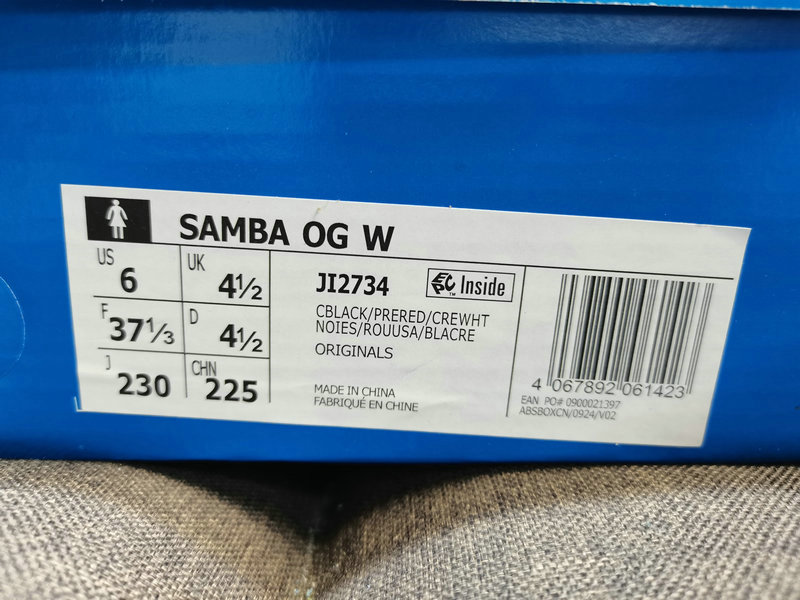 SAMBA OG W
US 6 UK 4½
F 37⅓ D 4½
J 230 CHN 225
JI2734 EPC™ Inside
CBLACK/PRERED/CREWHT
NOIES/ROUUSA/BLACRE
ORIGINALS
MADE IN CHINA
FABRIQUÉ EN CHINE
4 067892 061423
EAN PO# 0900021397
ABSBOXCN/0924/V02